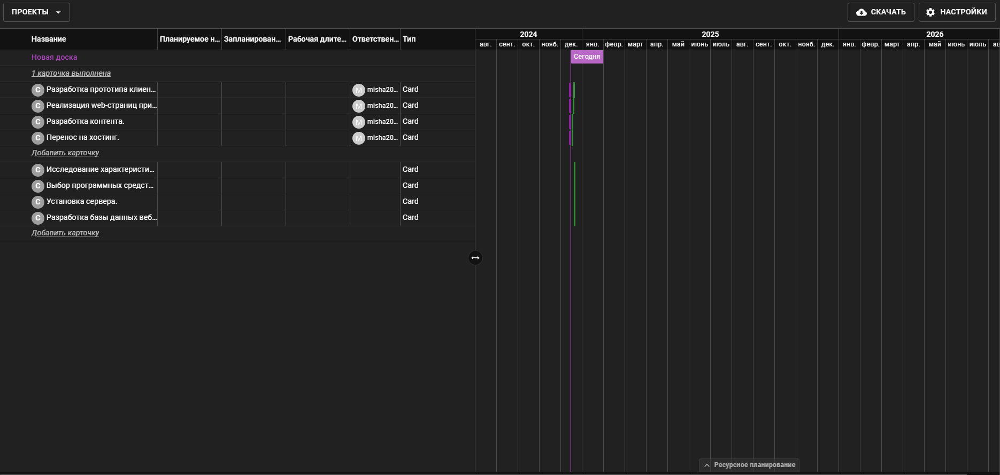 ПРОЕКТЫ
СКАЧАТЬ
НАСТРОЙКИ
Название Планируемое н... Запланирован... Рабочая длите... Ответствен... Тип
2024 2025 2026
авг. сент. окт. нояб. дек. янв. февр. март апр. май июнь июль авг. сент. окт. нояб. дек. янв. февр. март апр. май июнь июль ав
Новая доска
Сегодня
1 карточка выполнена
C Разработка прототипа клиен... M misha20... Card
C Реализация web-страниц при... M misha20... Card
C Разработка контента. M misha20... Card
C Перенос на хостинг. M misha20... Card
Добавить карточку
C Исследование характеристи... Card
C Выбор программных средст... Card
C Установка сервера. Card
C Разработка базы данных веб... Card
Добавить карточку
Ресурсное планирование